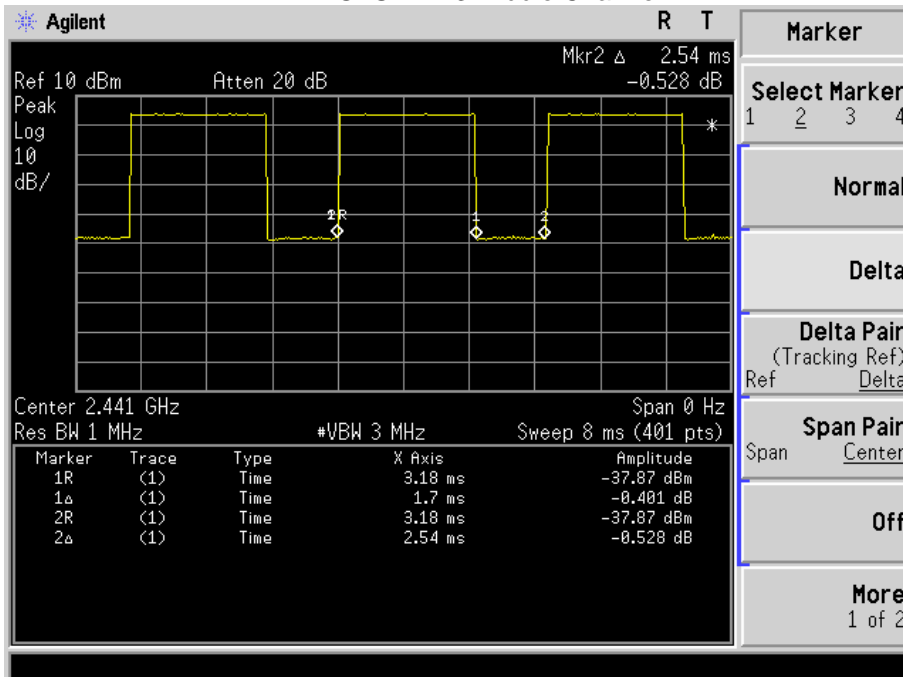 Agilent R T
Mkr2 Δ 2.54 ms
Ref 10 dBm Atten 20 dB -0.528 dB
Peak
Log
10
dB/
*
1 2
Center 2.441 GHz Span 0 Hz
Res BW 1 MHz #VBW 3 MHz Sweep 8 ms (401 pts)
Marker Trace Type X Axis Amplitude
1R (1) Time 3.18 ms -37.87 dBm
1Δ (1) Time 1.7 ms -0.401 dB
2R (1) Time 3.18 ms -37.87 dBm
2Δ (1) Time 2.54 ms -0.528 dB
Marker
Select Marker
1 2 3 4
Normal
Delta
Delta Pair
(Tracking Ref)
Ref Delta
Span Pair
Span Center
Off
More
1 of 2